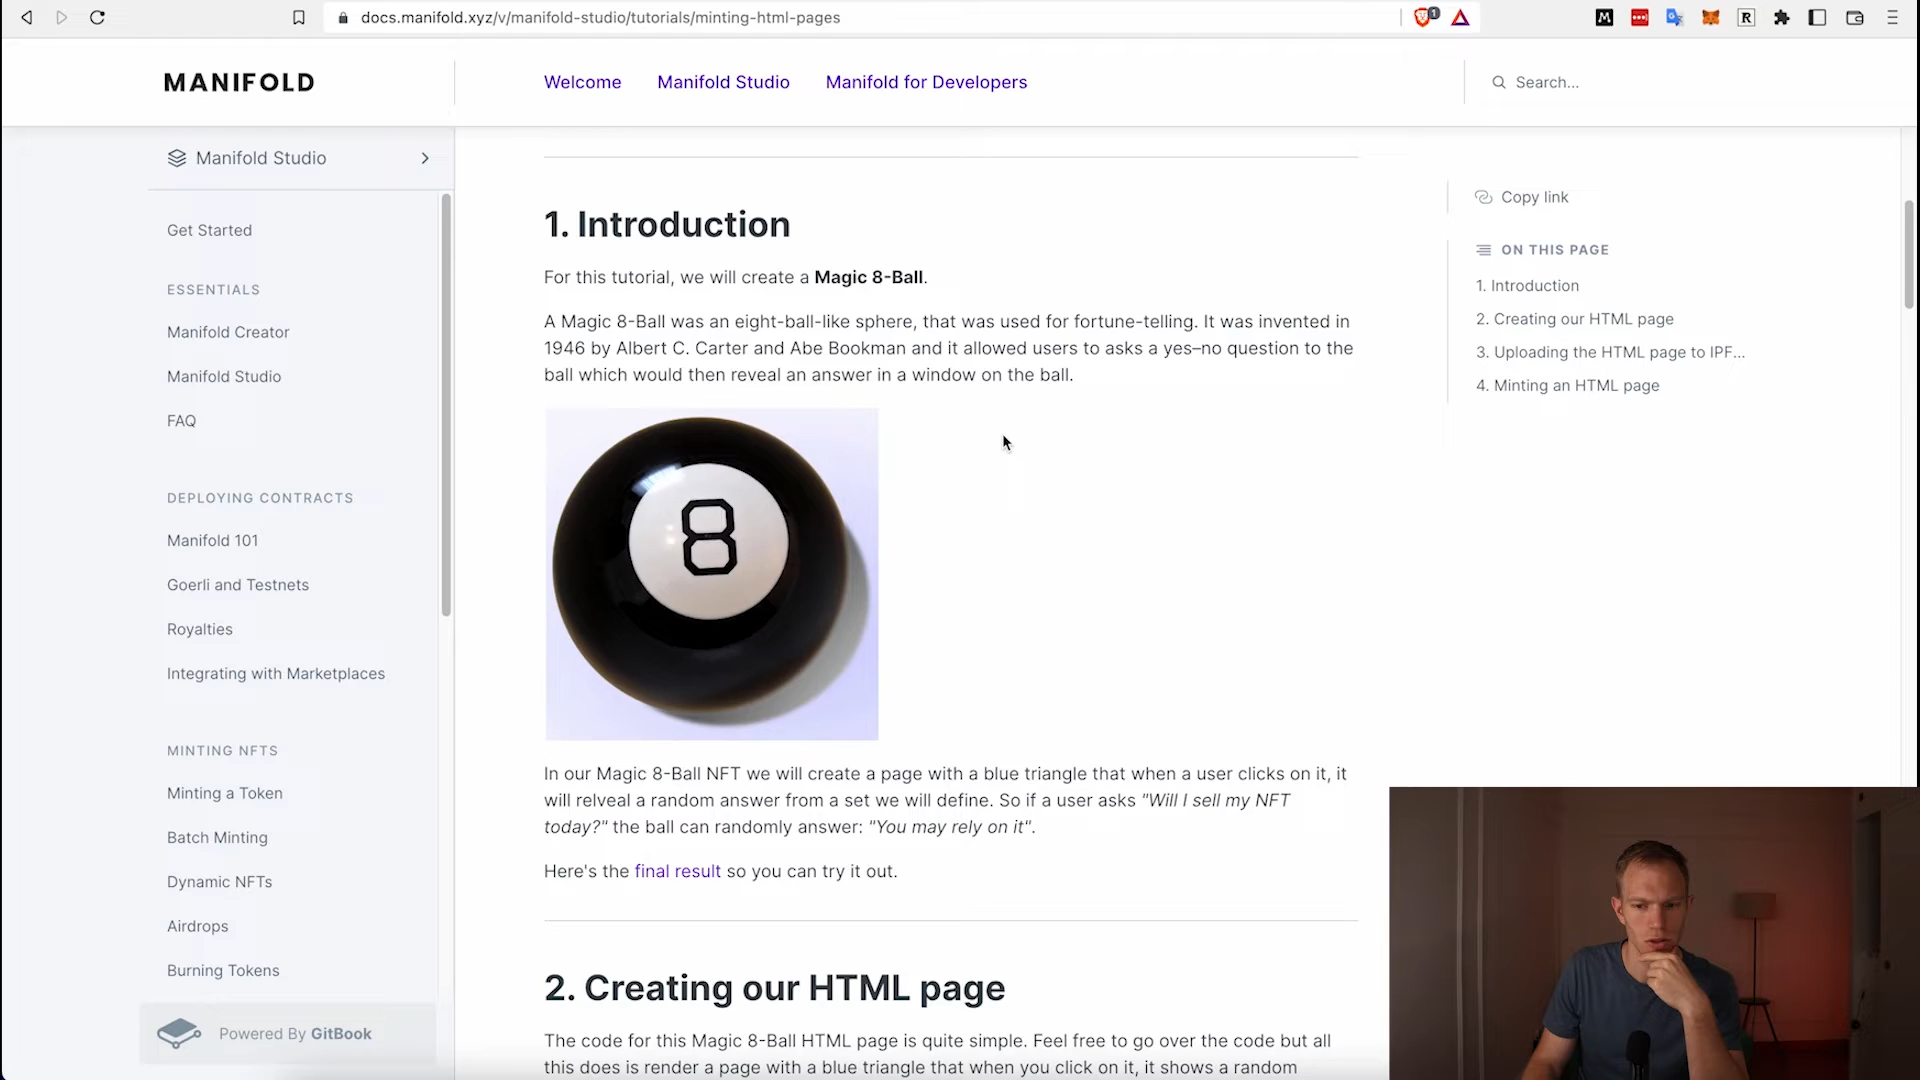 docs.manifold.xyz/v/manifold-studio/tutorials/minting-html-pages
1
M
R
MANIFOLD
Welcome
Manifold Studio
Manifold for Developers
Search...
Manifold Studio
Get Started
ESSENTIALS
Manifold Creator
Manifold Studio
FAQ
DEPLOYING CONTRACTS
Manifold 101
Goerli and Testnets
Royalties
Integrating with Marketplaces
MINTING NFTS
Minting a Token
Batch Minting
Dynamic NFTs
Airdrops
Burning Tokens
Powered By GitBook
1. Introduction
For this tutorial, we will create a Magic 8-Ball.
A Magic 8-Ball was an eight-ball-like sphere, that was used for fortune-telling. It was invented in
1946 by Albert C. Carter and Abe Bookman and it allowed users to asks a yes–no question to the
ball which would then reveal an answer in a window on the ball.
8
In our Magic 8-Ball NFT we will create a page with a blue triangle that when a user clicks on it, it
will relveal a random answer from a set we will define. So if a user asks "Will I sell my NFT
today?" the ball can randomly answer: "You may rely on it".
Here's the final result so you can try it out.
2. Creating our HTML page
The code for this Magic 8-Ball HTML page is quite simple. Feel free to go over the code but all
this does is render a page with a blue triangle that when you click on it, it shows a random
Copy link
ON THIS PAGE
1. Introduction
2. Creating our HTML page
3. Uploading the HTML page to IPF...
4. Minting an HTML page